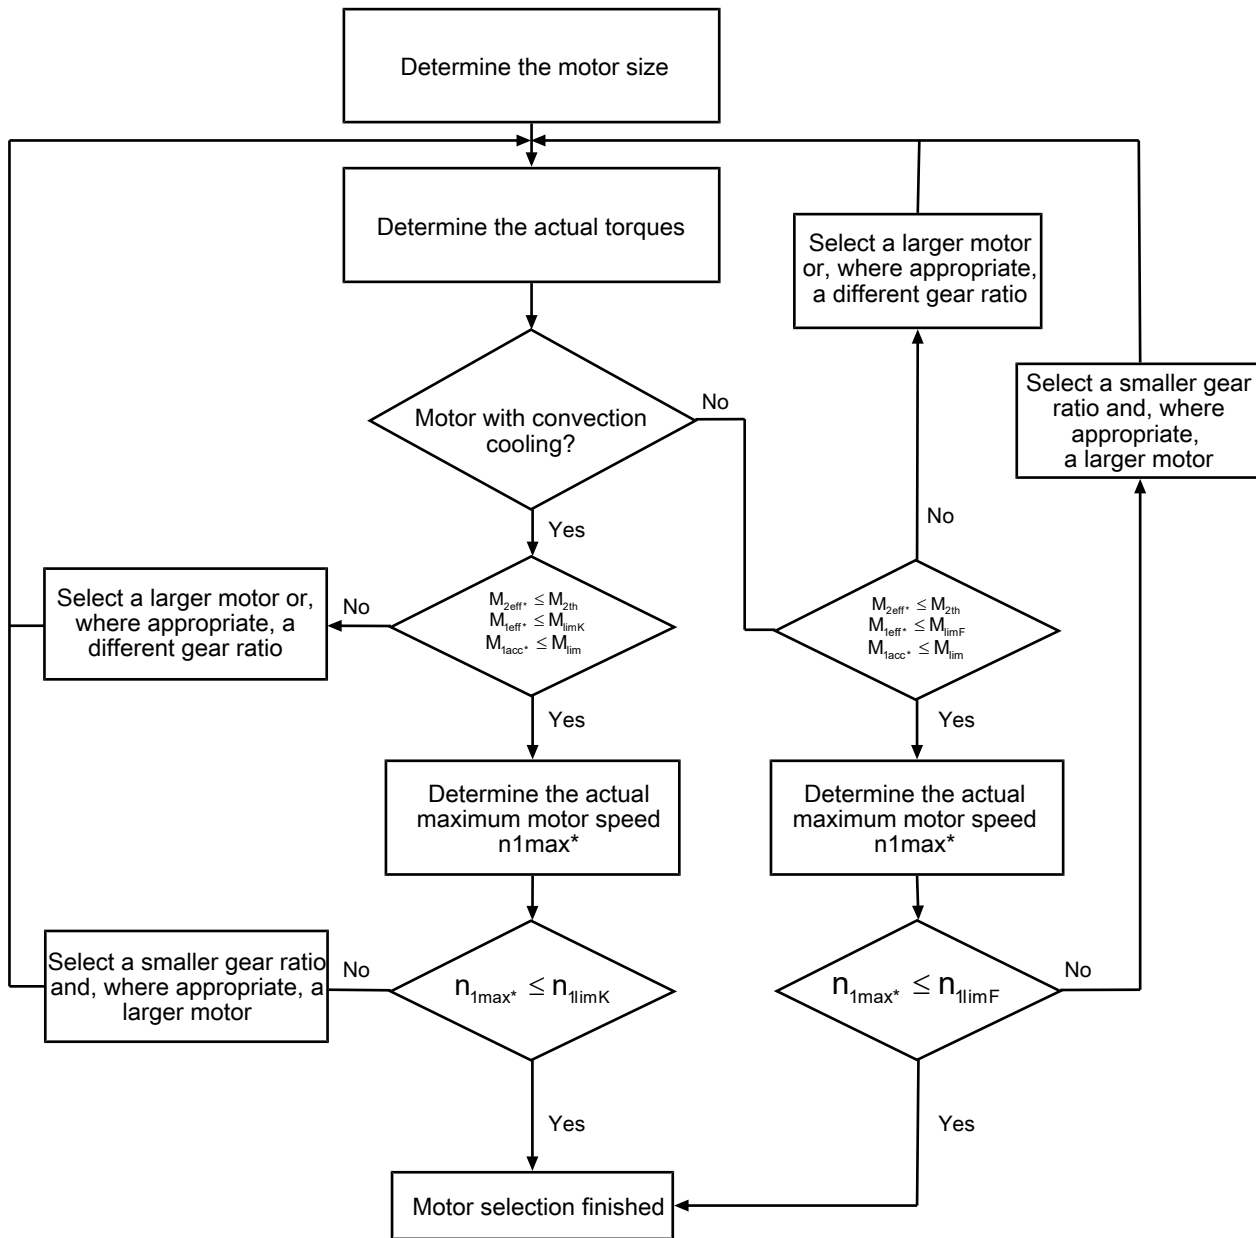 Determine the motor size
Determine the actual torques
Select a larger motor
or, where appropriate,
a different gear ratio
Select a smaller gear
ratio and, where
appropriate,
a larger motor
Motor with convection
cooling?
No
Yes
No
Select a larger motor or,
where appropriate, a
different gear ratio
No
M2eff* ≤ M2th
M1eff* ≤ MlimK
M1acc* ≤ Mlim
M2eff* ≤ M2th
M1eff* ≤ MlimF
M1acc* ≤ Mlim
Yes
Yes
Determine the actual
maximum motor speed
n1max*
Determine the actual
maximum motor speed
n1max*
Select a smaller gear ratio
and, where appropriate, a
larger motor
No
n1max* ≤ n1limK
n1max* ≤ n1limF
No
Yes
Yes
Motor selection finished